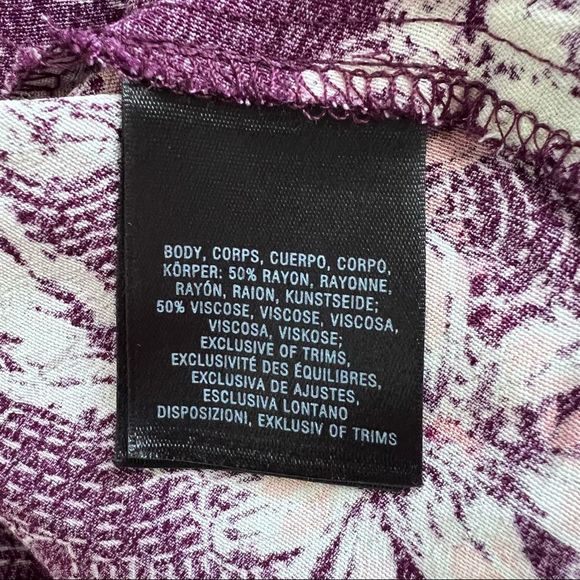 BODY, CORPS, CUERPO, CORPO,
KÖRPER: 50% RAYON, RAYONNE,
RAYÓN, RAION, KUNSTSEIDE;
50% VISCOSE, VISCOSE, VISCOSA,
VISCOSA, VISKOSE;
EXCLUSIVE OF TRIMS,
EXCLUSIVITÉ DES ÉQUILIBRES,
EXCLUSIVA DE AJUSTES,
ESCLUSIVA LONTANO
DISPOSIZIONI, EXKLUSIV OF TRIMS